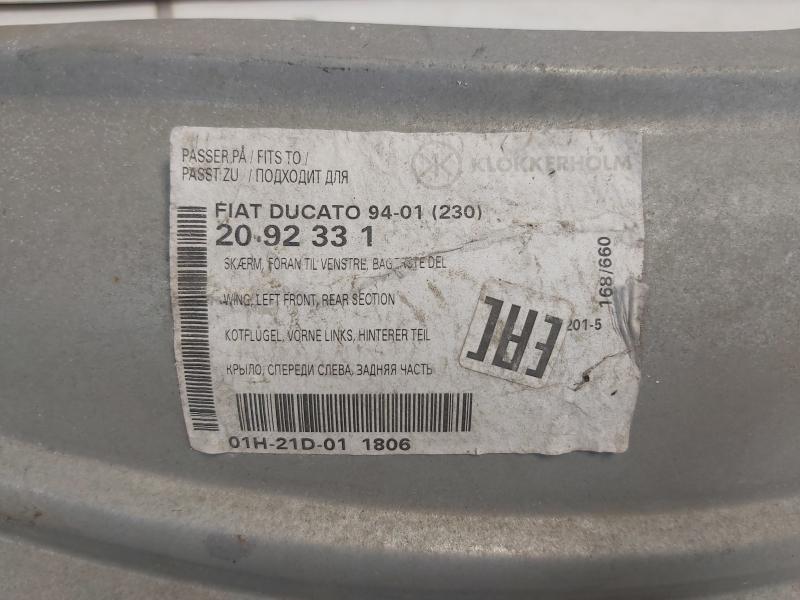 PASSER PÅ / FITS TO /
PASST ZU / ПОДХОДИТ ДЛЯ
KLOKKERHOLM
FIAT DUCATO 94-01 (230)
20 92 33 1
SKÆRM, FORAN TIL VENSTRE, BAGERSTE DEL
WING, LEFT FRONT, REAR SECTION
KOTFLÜGEL, VORNE LINKS, HINTERER TEIL
КРЫЛО, СПЕРЕДИ СЛЕВА, ЗАДНЯЯ ЧАСТЬ
01H-21D-01 1806
EAC
201-5
168/660